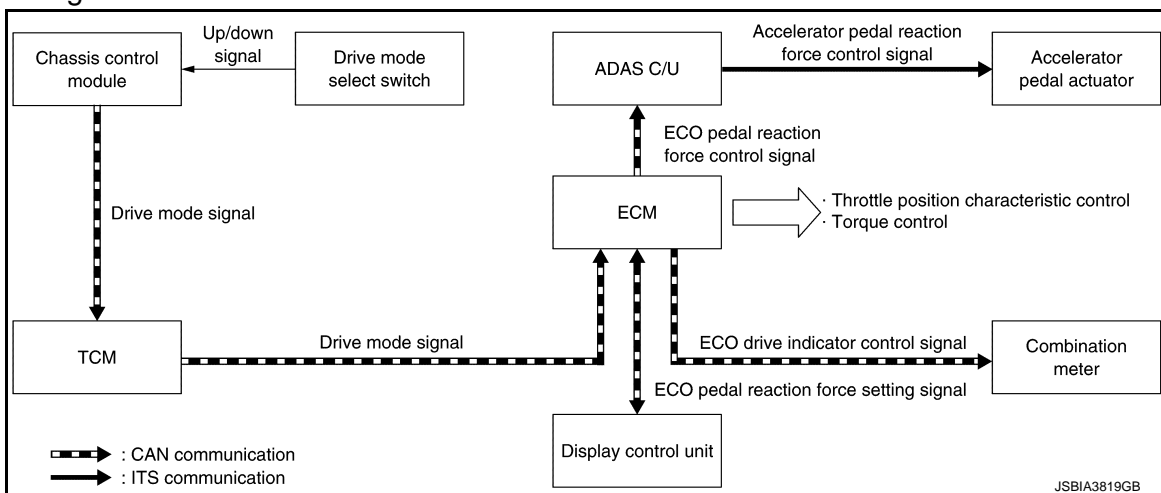 Up/down
signal
Chassis control
module
Drive mode
select switch
ADAS C/U
Accelerator pedal reaction
force control signal
Accelerator
pedal actuator
ECO pedal reaction
force control signal
Drive mode signal
ECM
· Throttle position characteristic control
· Torque control
TCM
Drive mode signal
ECO drive indicator control signal
Combination
meter
ECO pedal reaction force setting signal
Display control unit
: CAN communication
: ITS communication
JSBIA3819GB